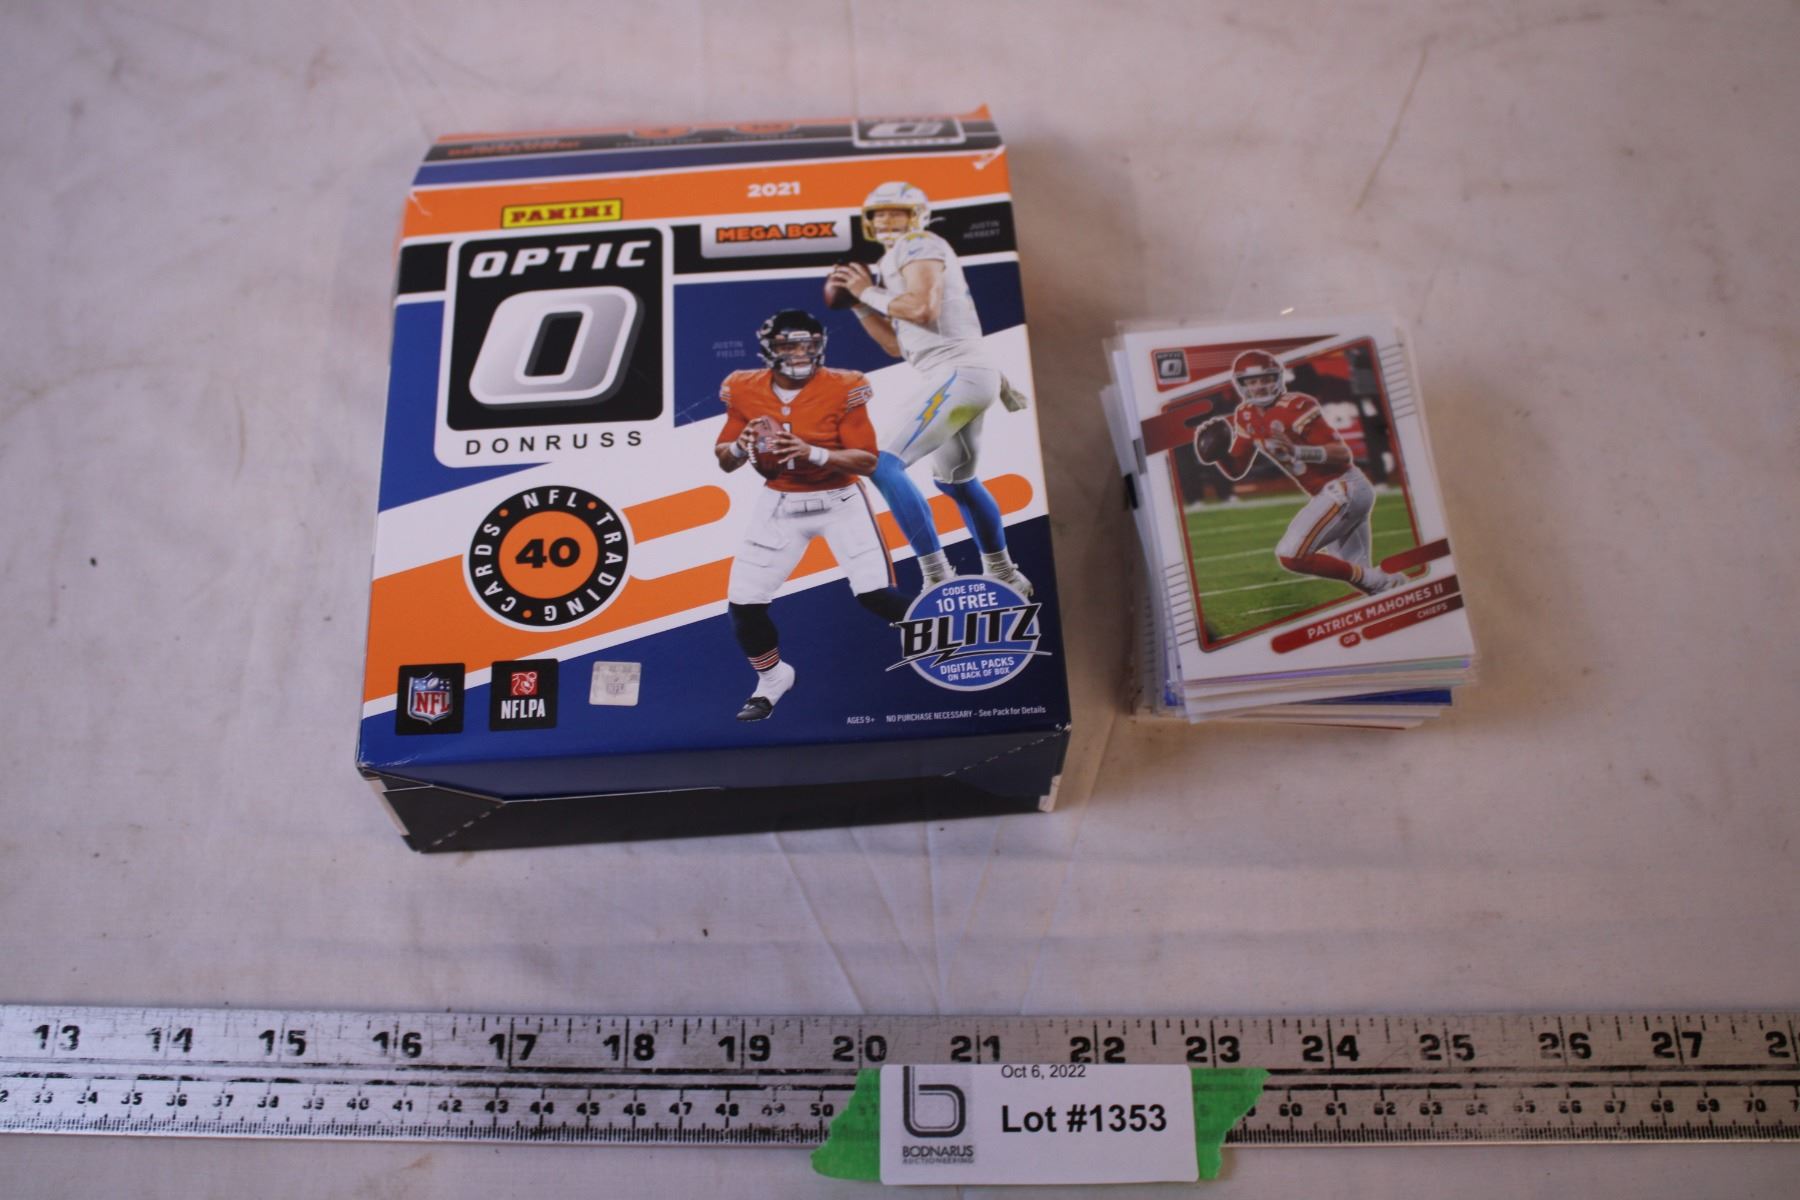 2021
PANINI
MEGA BOX
OPTIC
DONRUSS
JUSTIN
HERBERT
JUSTIN
FIELDS
NFL • TRADING • CARDS •
40
CODE FOR
10 FREE
BLITZ
DIGITAL PACKS
ON BACK OF BOX
NFL
NFLPA
NFL
AGES 9+ NO PURCHASE NECESSARY - See Pack for Details
OPTIC
PATRICK MAHOMES II
QB CHIEFS
13 14 15 16 17 18 19 20 21 22 23 24 25 26 27
33 34 35 36 37 38 39 40 41 42 43 44 45 46 47 48 49 50 60 61 62 63 64 65 66 67 68 69 70
Oct 6, 2022
Lot #1353
BODNARUS
AUCTIONEERING